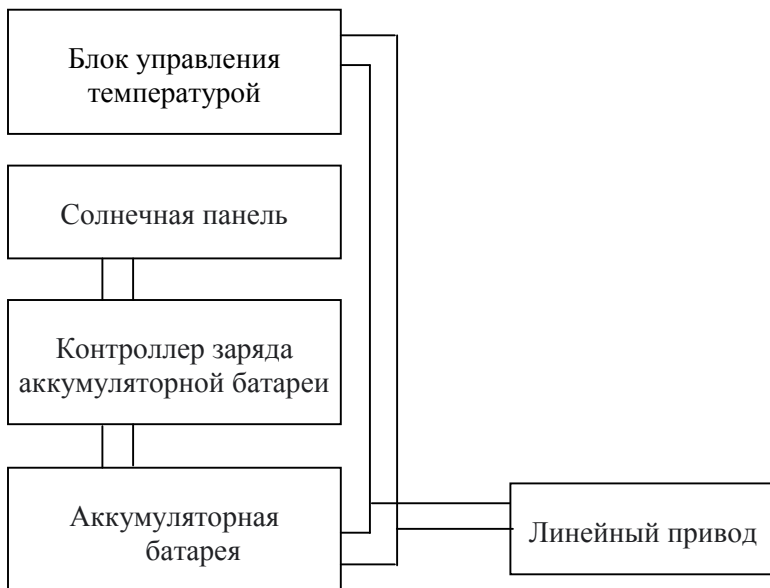 Блок управления
температурой
Солнечная панель
Контроллер заряда
аккумуляторной батареи
Аккумуляторная
батарея
Линейный привод